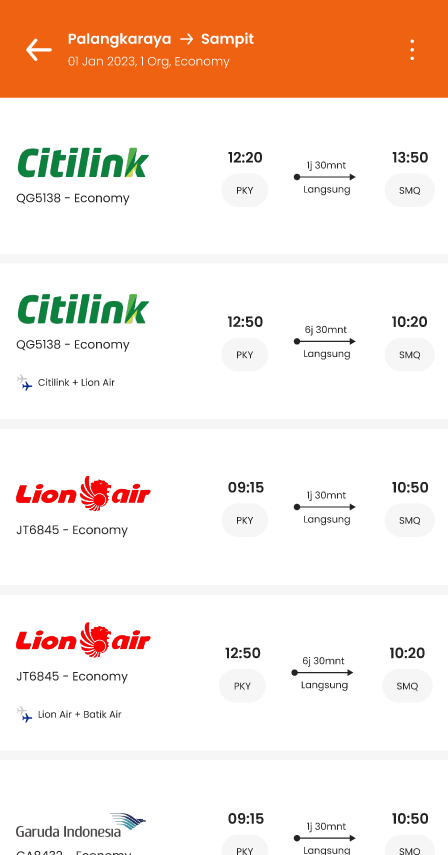 Palangkaraya → Sampit
01 Jan 2023, 1 Org, Economy
Citilink
QG5138 - Economy
12:20
PKY
1j 30mnt
Langsung
13:50
SMQ
Citilink
QG5138 - Economy
Citilink + Lion Air
12:50
PKY
6j 30mnt
Langsung
10:20
SMQ
Lion air
JT6845 - Economy
09:15
PKY
1j 30mnt
Langsung
10:50
SMQ
Lion air
JT6845 - Economy
Lion Air + Batik Air
12:50
PKY
6j 30mnt
Langsung
10:20
SMQ
Garuda Indonesia
09:15
PKY
1j 30mnt
Langsung
10:50
SMQ